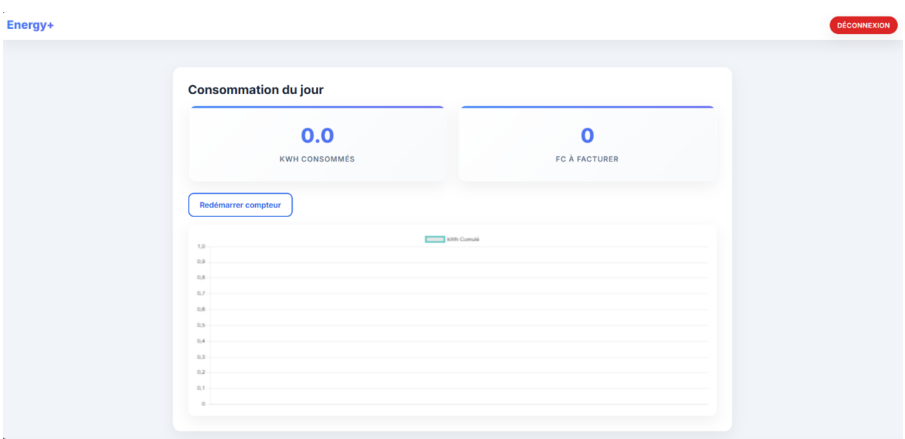 Energy+
DÉCONNEXION
Consommation du jour
0.0
KWH CONSOMMÉS
0
FC À FACTURER
Redémarrer compteur
kWh Cumulé
1,0
0,9
0,8
0,7
0,6
0,5
0,4
0,3
0,2
0,1
0